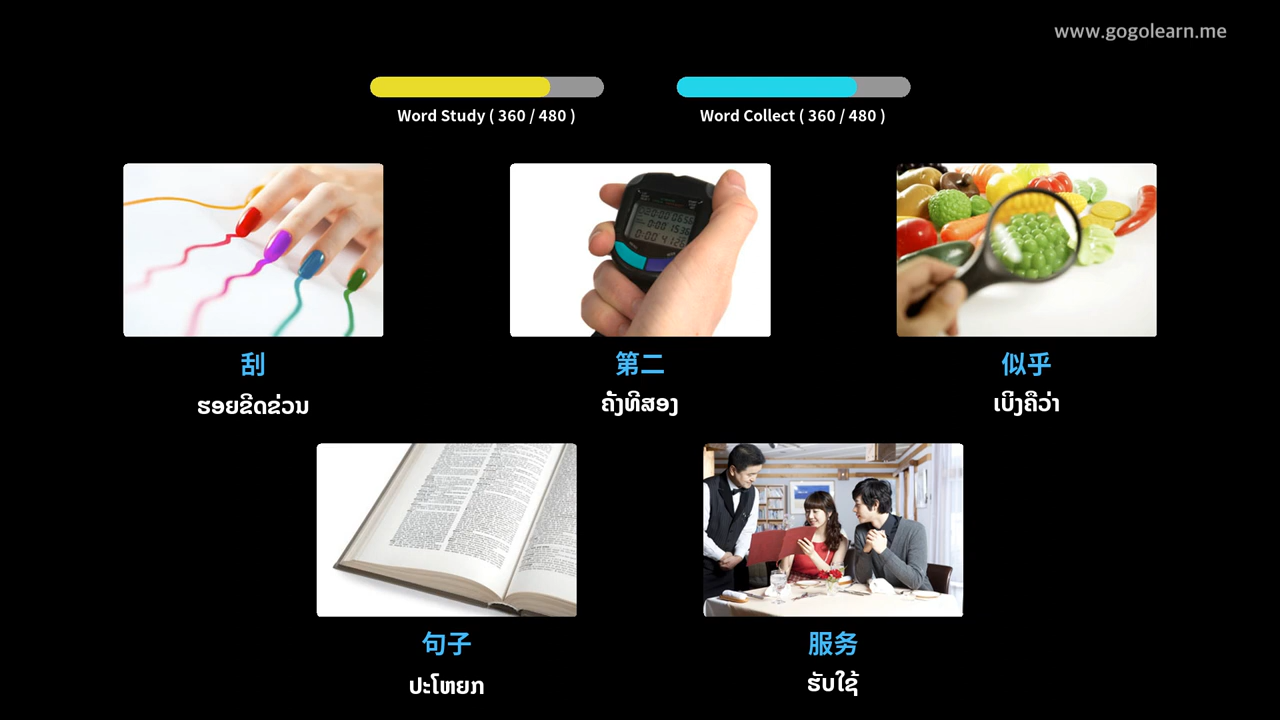 www.gogolearn.me
Word Study ( 360 / 480 )
Word Collect ( 360 / 480 )
刮
第二
似乎
ຮອຍຂີດຂ່ວນ
ຄັ້ງທີສອງ
ເບິ່ງຄືວ່າ
句子
服务
ປະໂຫຍກ
ຮັບໃຊ້